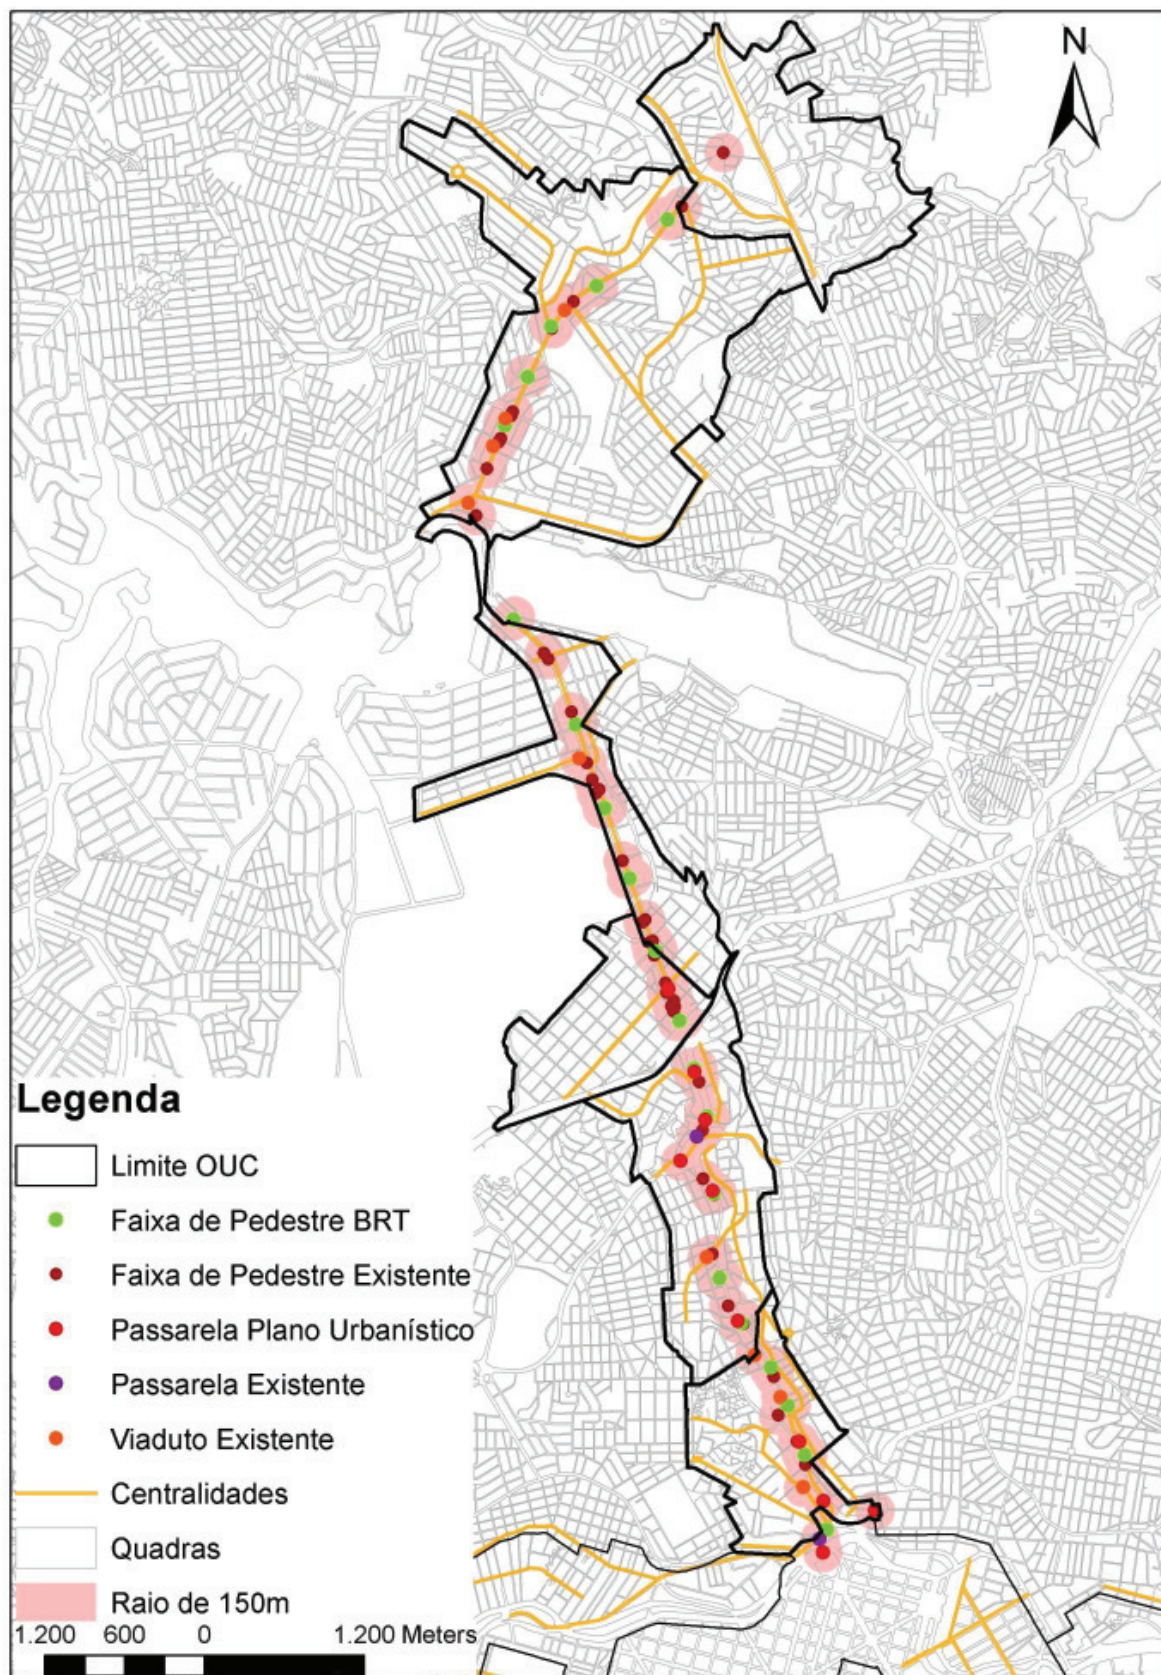 N
Legenda
Limite OUC
Faixa de Pedestre BRT
Faixa de Pedestre Existente
Passarela Plano Urbanístico
Passarela Existente
Viaduto Existente
Centralidades
Quadras
Raio de 150m
1.200 600 0 1.200 Meters